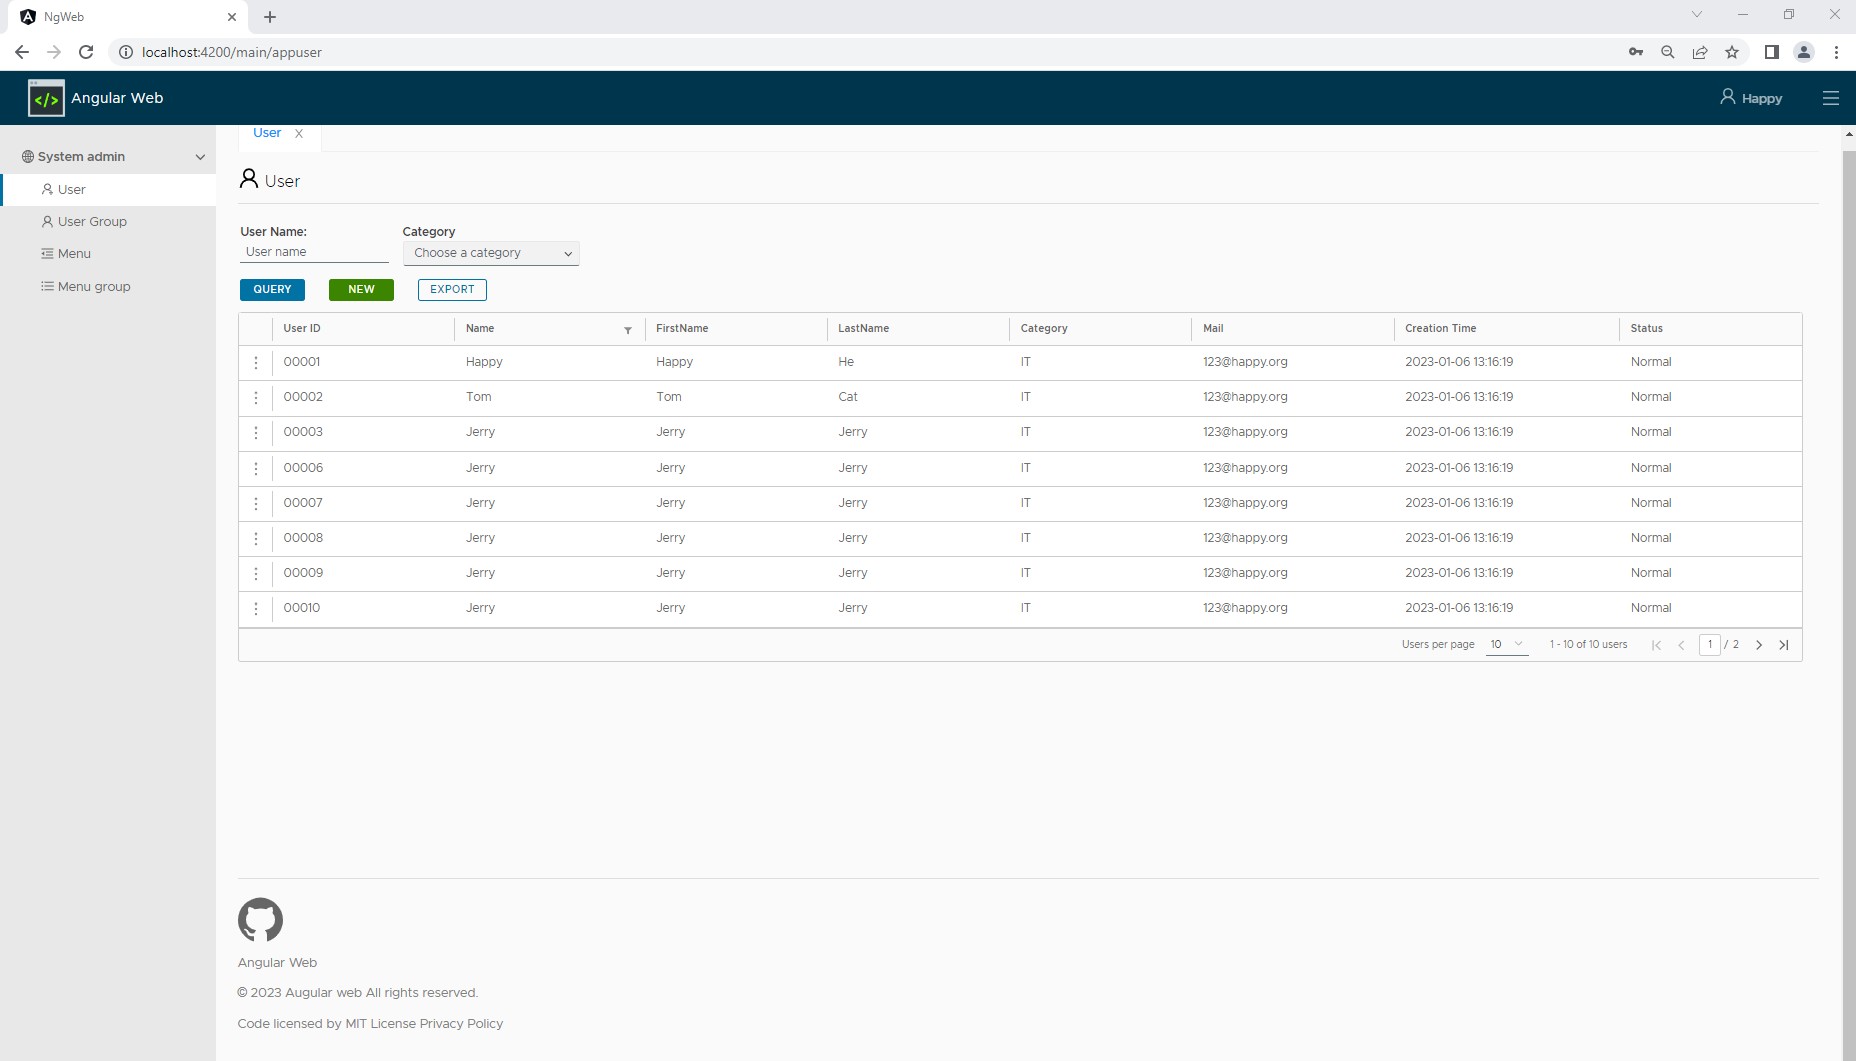 NgWeb
localhost:4200/main/appuser
</> Angular Web
Happy
User X
System admin
User
User Group
Menu
Menu group
User
User Name:
User name
Category
Choose a category
QUERY NEW EXPORT
User ID Name FirstName LastName Category Mail Creation Time Status
00001 Happy Happy He IT 123@happy.org 2023-01-06 13:16:19 Normal
00002 Tom Tom Cat IT 123@happy.org 2023-01-06 13:16:19 Normal
00003 Jerry Jerry Jerry IT 123@happy.org 2023-01-06 13:16:19 Normal
00006 Jerry Jerry Jerry IT 123@happy.org 2023-01-06 13:16:19 Normal
00007 Jerry Jerry Jerry IT 123@happy.org 2023-01-06 13:16:19 Normal
00008 Jerry Jerry Jerry IT 123@happy.org 2023-01-06 13:16:19 Normal
00009 Jerry Jerry Jerry IT 123@happy.org 2023-01-06 13:16:19 Normal
00010 Jerry Jerry Jerry IT 123@happy.org 2023-01-06 13:16:19 Normal
Users per page 10 1 - 10 of 10 users 1 / 2
Angular Web
© 2023 Augular web All rights reserved.
Code licensed by MIT License Privacy Policy